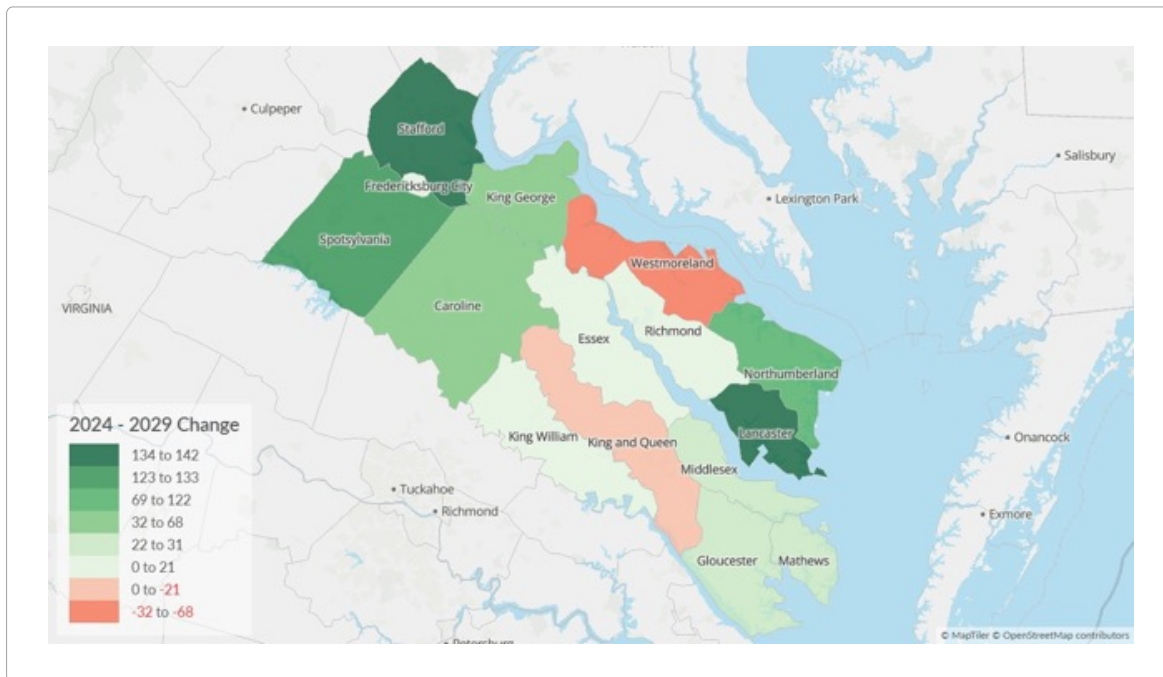 Culpeper
Stafford
Salisbury
Fredericksburg City
King George
Lexington Park
Spotsylvania
Westmoreland
VIRGINIA
Caroline
Richmond
Essex
Northumberland
2024 - 2029 Change
134 to 142
King William
King and Queen
Lancaster
Onancock
123 to 133
Middlesex
69 to 122
Tuckahoe
32 to 68
Richmond
Exmore
22 to 31
0 to 21
Gloucester
Mathews
0 to -21
-32 to -68
© MapTiler © OpenStreetMap contributors